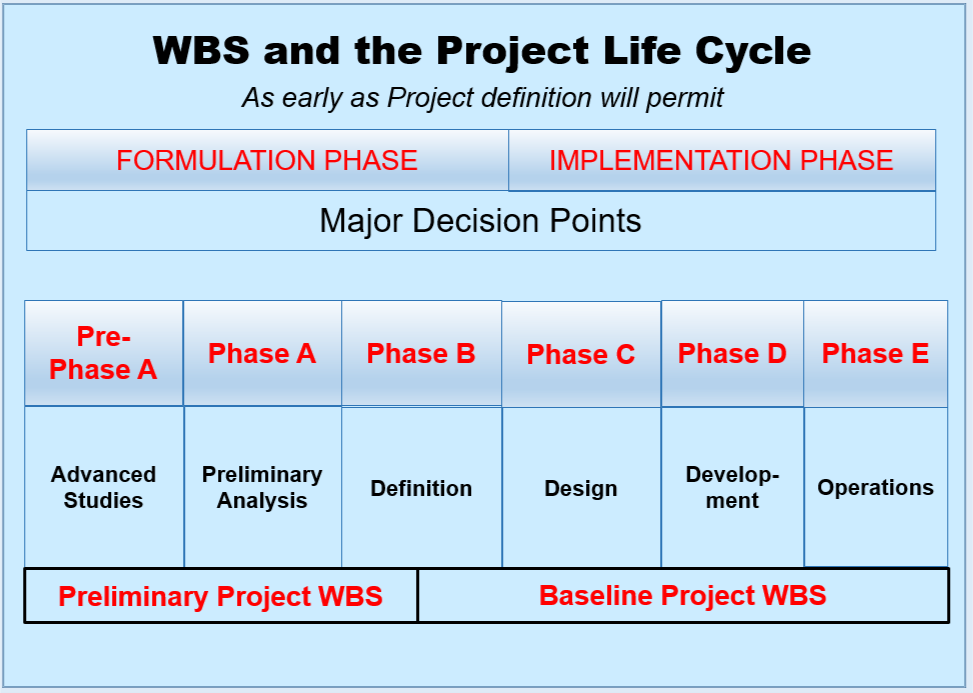 WBS and the Project Life Cycle
As early as Project definition will permit
FORMULATION PHASE
IMPLEMENTATION PHASE
Major Decision Points
Pre-
Phase A
Phase A
Phase B
Phase C
Phase D
Phase E
Advanced
Studies
Preliminary
Analysis
Definition
Design
Develop-
ment
Operations
Preliminary Project WBS
Baseline Project WBS